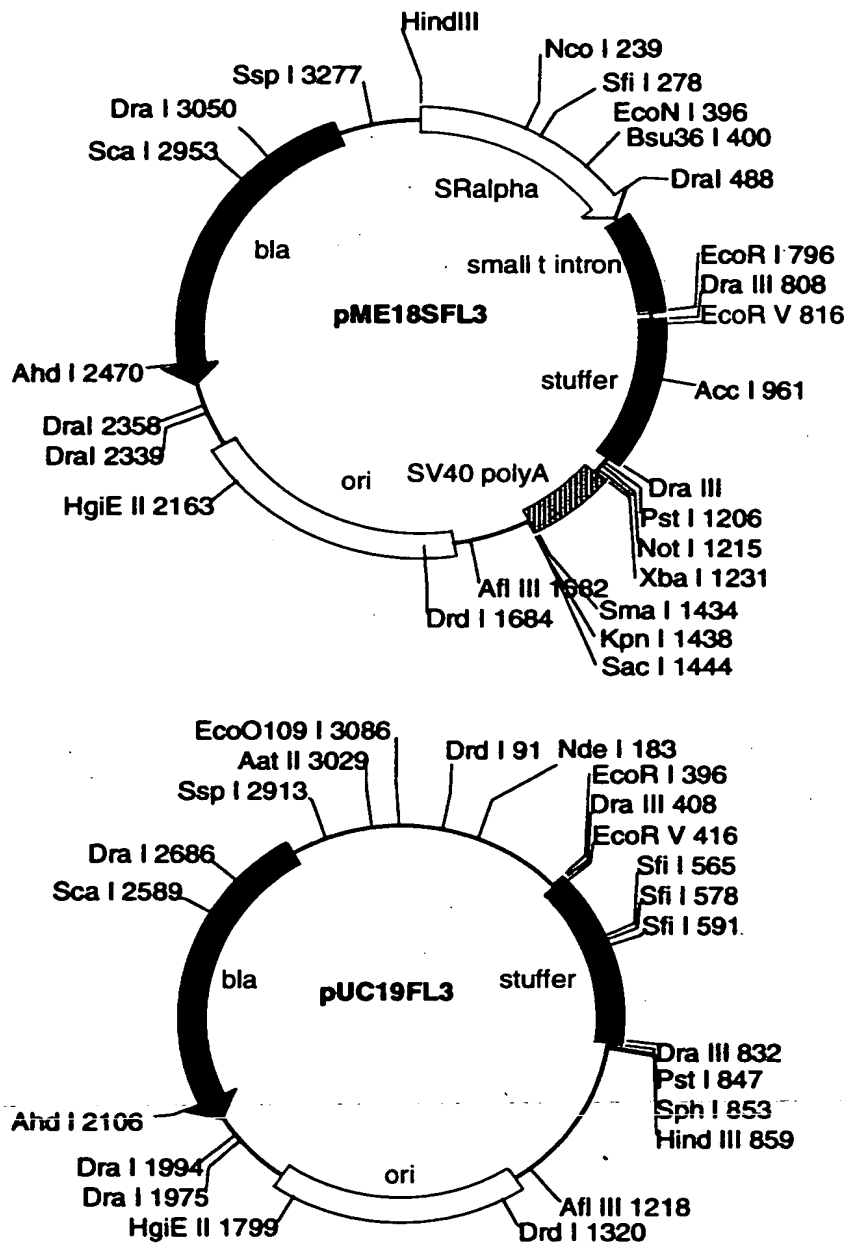 HindIII
Nco I 239
Ssp I 3277
Sfi I 278
Dra I 3050
EcoN I 396
Bsu36 I 400
Sca I 2953
SRalpha
DraI 488
bla
small t intron
EcoR I 796
Dra III 808
pME18SFL3
EcoR V 816
Ahd I 2470
stuffer
Acc I 961
DraI 2358
DraI 2339
ori
SV40 polyA
Dra III
HgiE II 2163
Pst I 1206
Not I 1215
Xba I 1231
Afl III 1682
Sma I 1434
Drd I 1684
Kpn I 1438
Sac I 1444
EcoO109 I 3086
Drd I 91
Nde I 183
Aat II 3029
EcoR I 396
Ssp I 2913
Dra III 408
EcoR V 416
Dra I 2686
Sfi I 565
Sca I 2589
Sfi I 578
Sfi I 591
bla
pUC19FL3
stuffer
Dra III 832
Pst I 847
Sph I 853
Ahd I 2106
Hind III 859
Dra I 1994
ori
Dra I 1975
Afl III 1218
HgiE II 1799
Drd I 1320